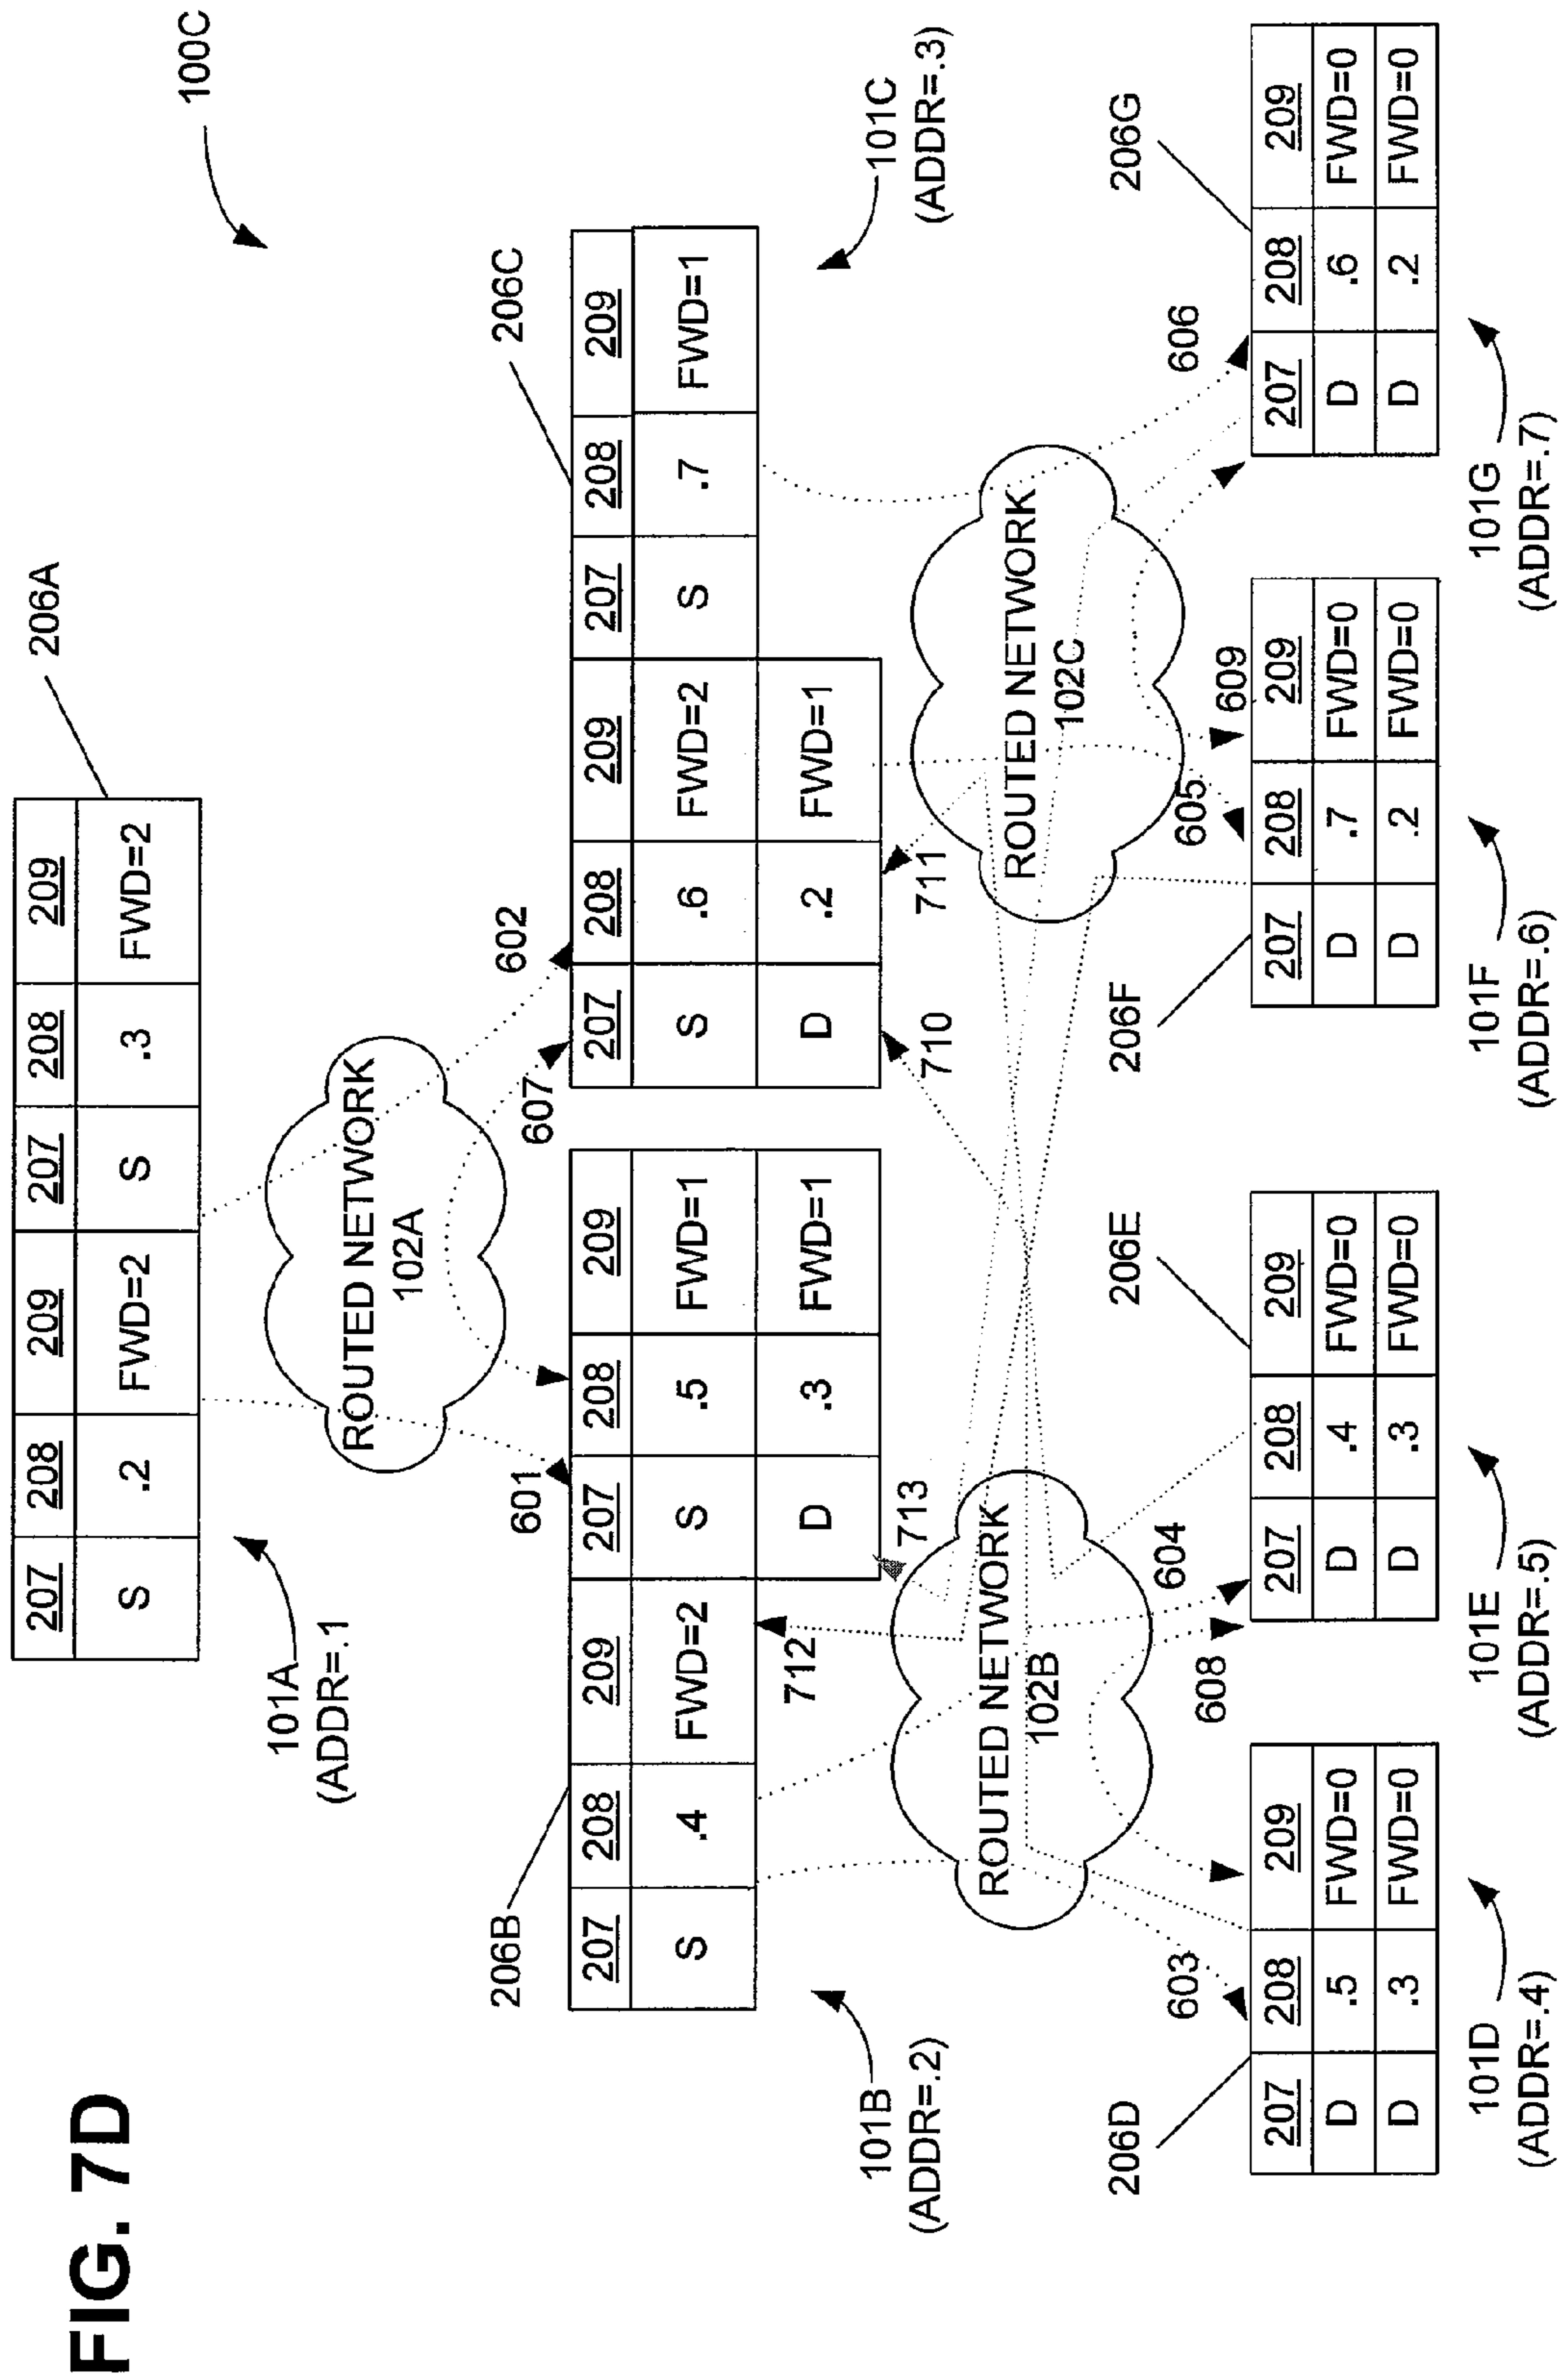 FIG. 7D
100C
206A
207 208 209 207 208 209
S .2 FWD=2 S .3 FWD=2
101A
(ADDR=.1
ROUTED NETWORK
102A
601
607
602
206B
207 208 209 207 208 209
S .4 FWD=2 S .5 FWD=1
D .3 FWD=1
101B
(ADDR=.2)
206C
207 208 209 207 208 209
S .6 FWD=2 S .7 FWD=1
D .2 FWD=1
101C
(ADDR=.3)
712
713
710
711
ROUTED NETWORK
102B
ROUTED NETWORK
102C
603
608
604
605
609
606
206D
207 208 209
D .5 FWD=0
D .3 FWD=0
101D
(ADDR=.4)
206E
207 208 209
D .4 FWD=0
D .3 FWD=0
101E
(ADDR=.5)
206F
207 208 209
D .7 FWD=0
D .2 FWD=0
101F
(ADDR=.6)
206G
207 208 209
D .6 FWD=0
D .2 FWD=0
101G
(ADDR=.7)